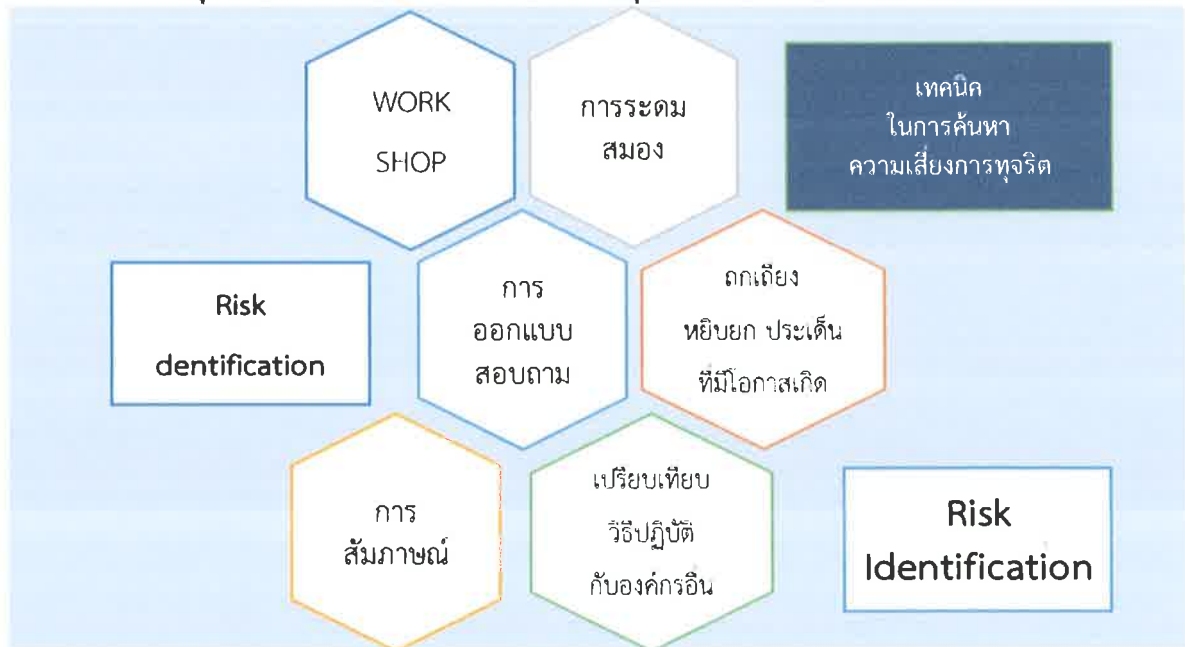 WORK
SHOP
การระดม
สมอง
เทคนิค
ในการค้นหา
ความเสี่ยงการทุจริต
Risk
dentification
การ
ออกแบบ
สอบถาม
ถกเถียง
หยิบยก ประเด็น
ที่มีโอกาสเกิด
การ
สัมภาษณ์
เปรียบเทียบ
วิธีปฏิบัติ
กับองค์กรอื่น
Risk
Identification